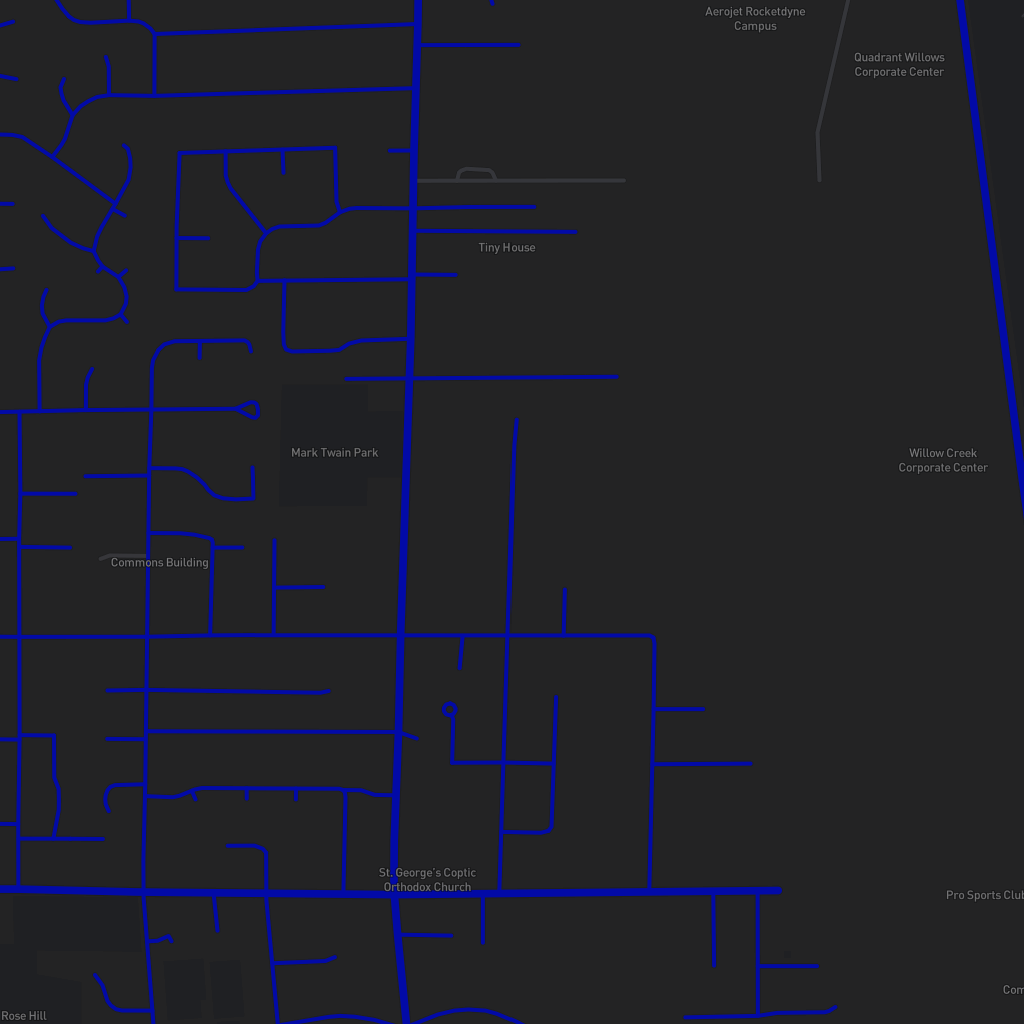 Aerojet Rocketdyne
Campus
Quadrant Willows
Corporate Center
Tiny House
Mark Twain Park
Willow Creek
Corporate Center
Commons Building
St. George's Coptic
Orthodox Church
Pro Sports Club
Com
Rose Hill